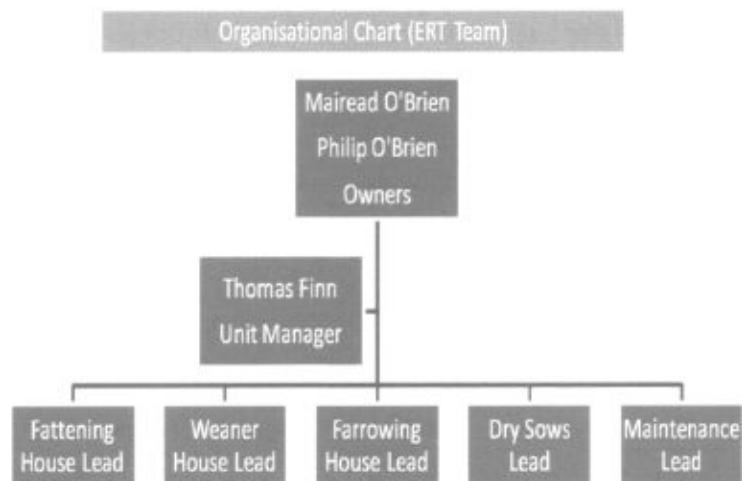 Organisational Chart (ERT Team)
Mairead O'Brien
Philip O'Brien
Owners
Thomas Finn
Unit Manager
Fattening
House Lead
Weaner
House Lead
Farrowing
House Lead
Dry Sows
Lead
Maintenance
Lead